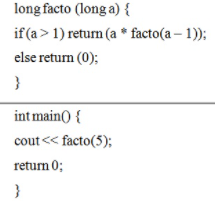 long facto (long a) {
if (a > 1) return (a * facto(a – 1));
else return (0);
}
int main() {
cout << facto(5);
return 0;
}